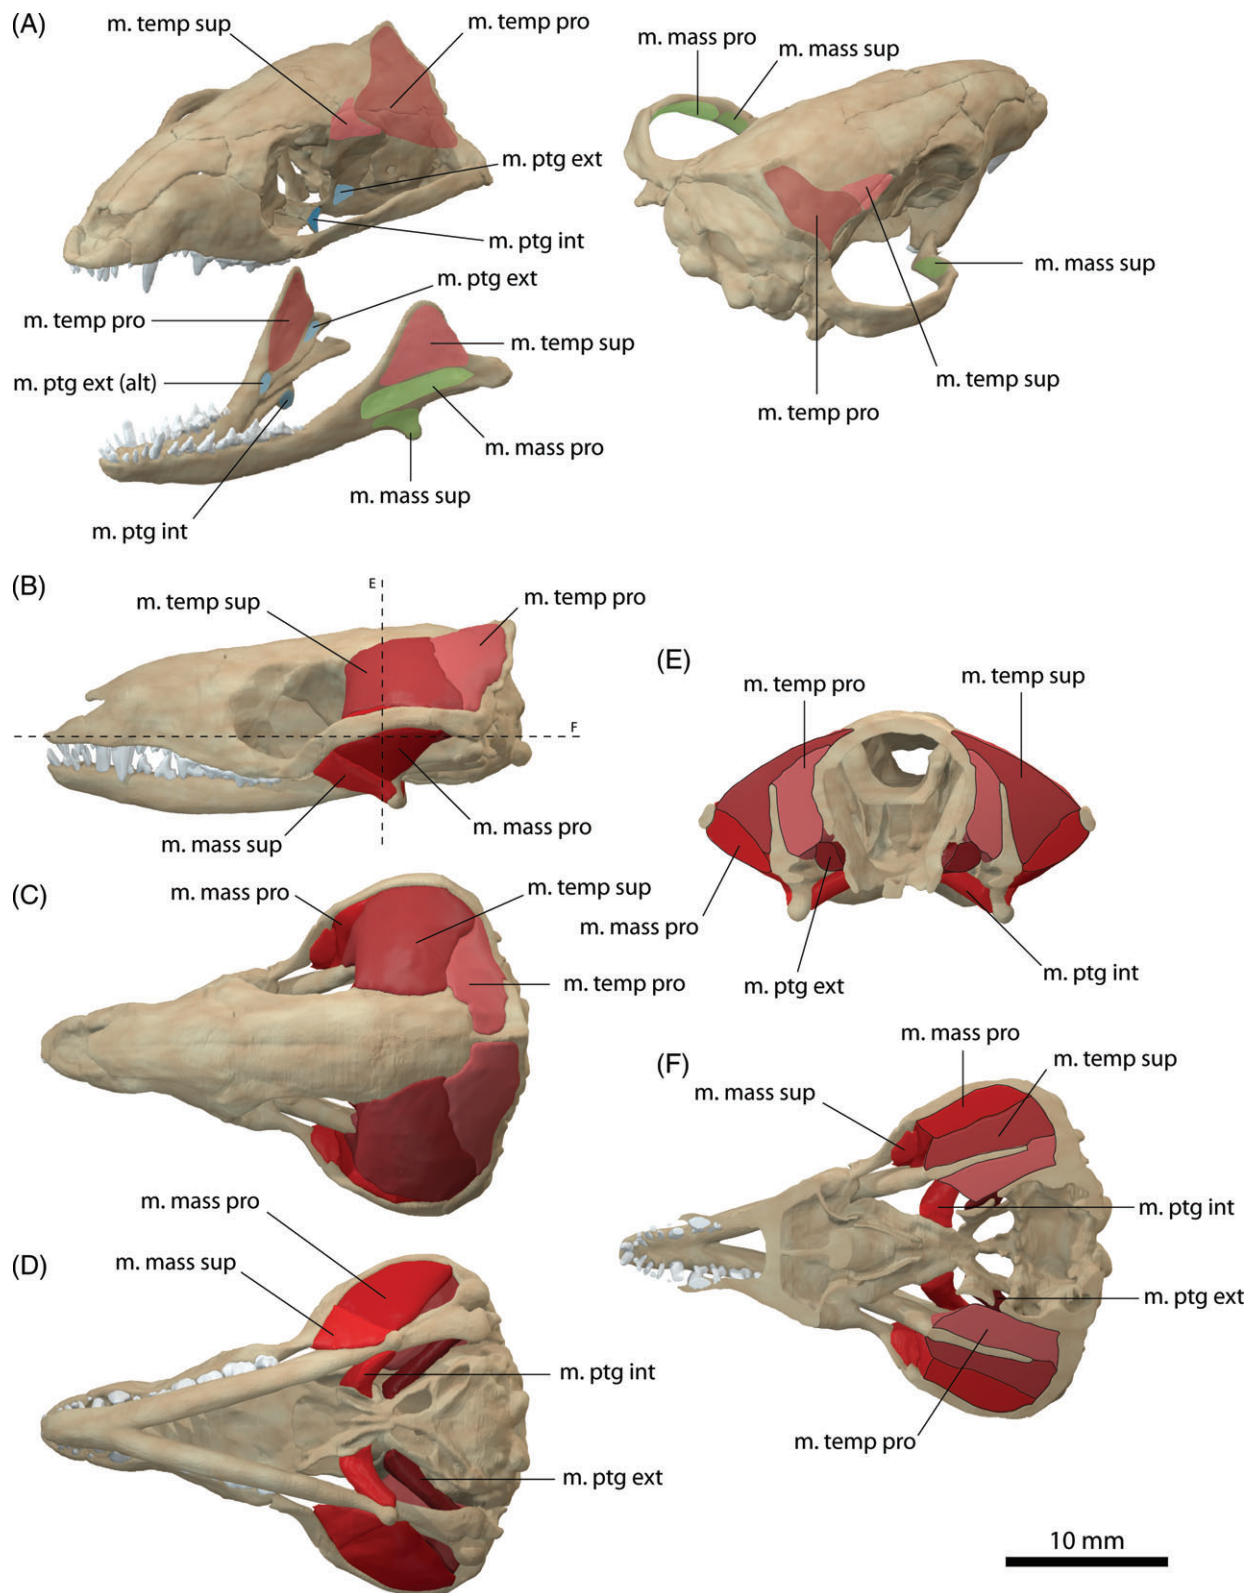 (A)
m. temp sup
m. temp pro
m. ptg ext
m. ptg int
m. mass pro
m. mass sup
m. mass sup
m. temp sup
m. temp pro
m. ptg ext
m. temp pro
m. temp sup
m. ptg ext (alt)
m. mass pro
m. mass sup
m. ptg int
(B)
E
m. temp sup
m. temp pro
F
m. mass sup
m. mass pro
(E)
m. temp pro
m. temp sup
m. mass pro
m. ptg ext
m. ptg int
(C)
m. mass pro
m. temp sup
m. temp pro
(D)
m. mass pro
m. mass sup
m. ptg int
m. ptg ext
(F)
m. mass pro
m. temp sup
m. mass sup
m. ptg int
m. ptg ext
m. temp pro
10 mm